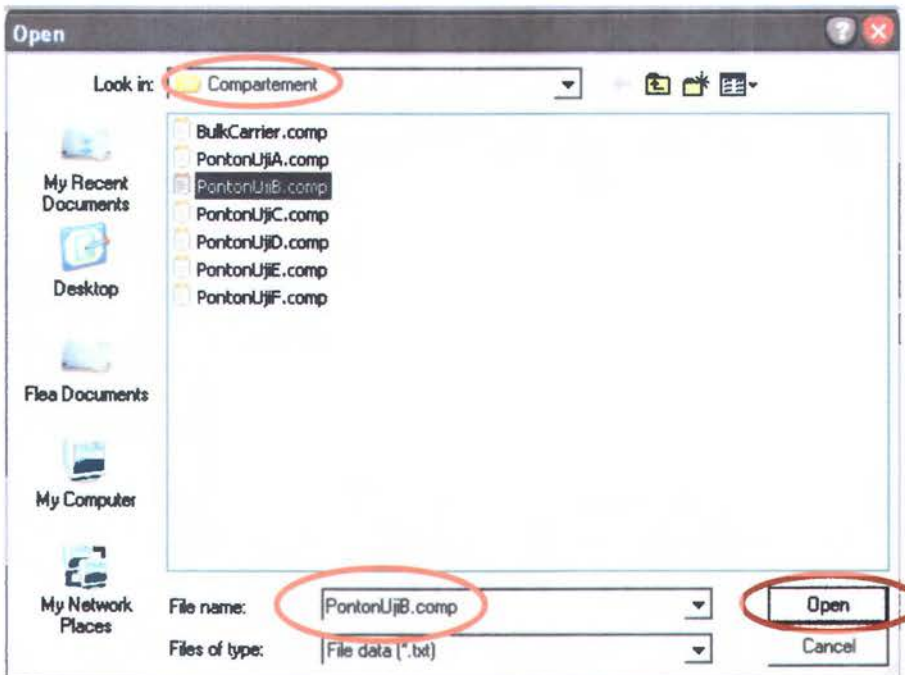 Open
Look in: Compartement
BulkCarrier.comp
PontonUjiA.comp
PontonUjiB.comp
PontonUjiC.comp
PontonUjiD.comp
PontonUjiE.comp
PontonUjiF.comp
My Recent
Documents
Desktop
Flea Documents
My Computer
My Network
Places
File name: PontonUjiB.comp Open
Files of type: File data (*.txt) Cancel